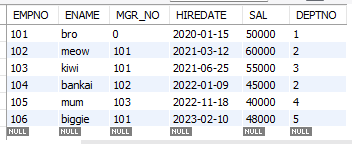 EMPNO ENAME MGR_NO HIREDATE SAL DEPTNO
101 bro 0 2020-01-15 50000 1
102 meow 101 2021-03-12 60000 2
103 kiwi 101 2021-06-25 55000 3
104 bankai 102 2022-01-09 45000 2
105 mum 103 2022-11-18 40000 4
106 biggie 101 2023-02-10 48000 5
NULL NULL NULL NULL NULL NULL